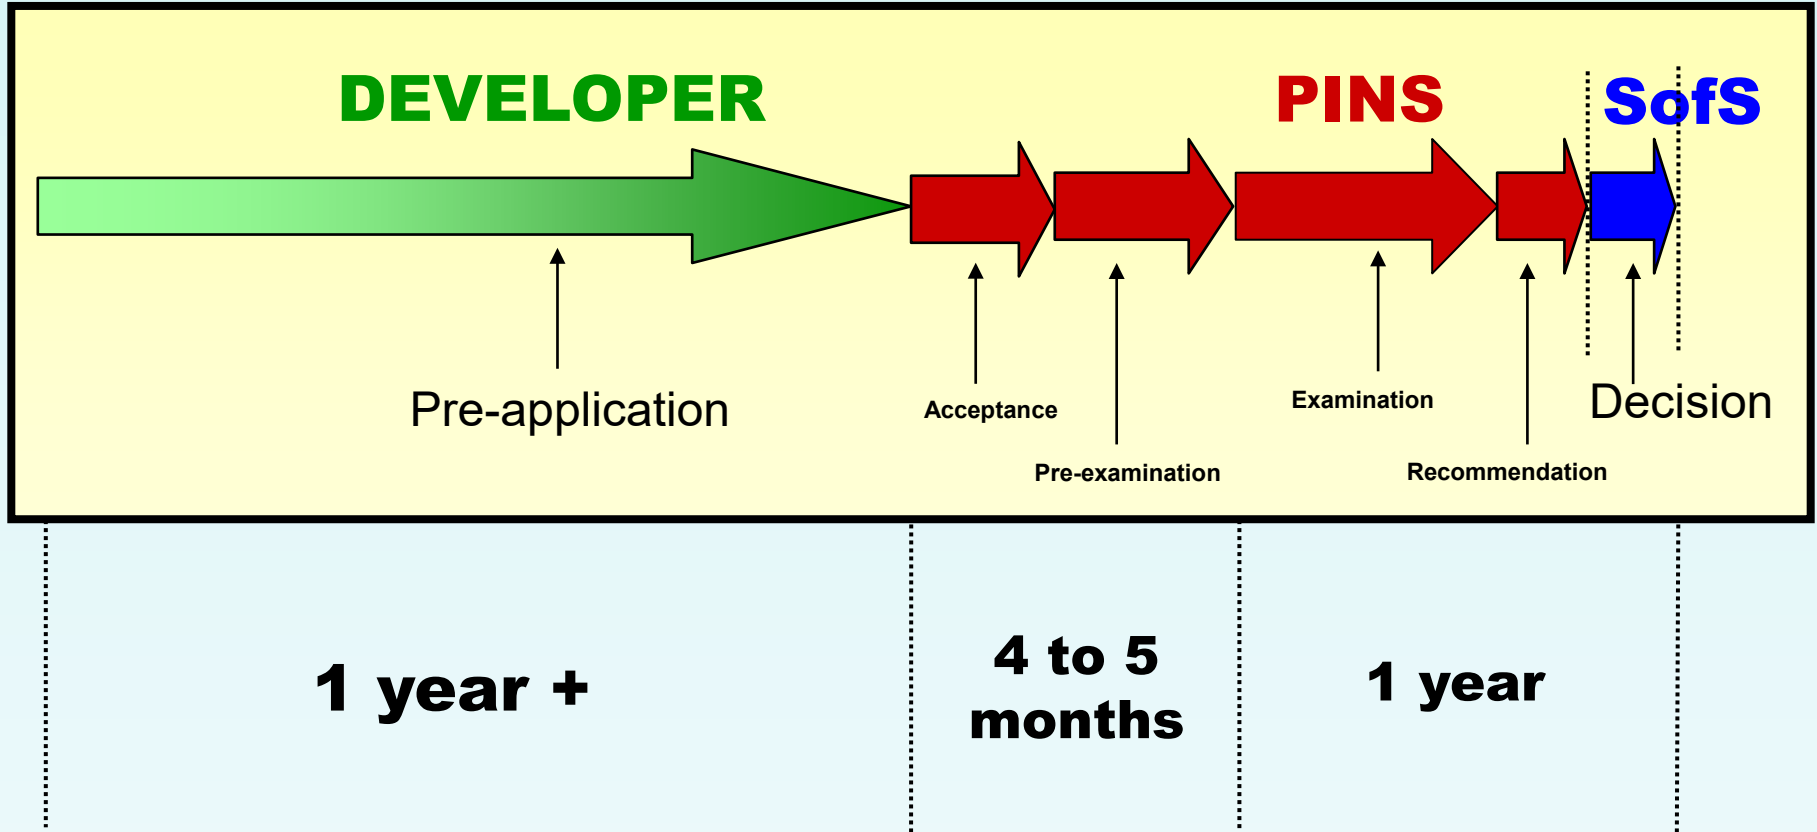 DEVELOPER PINS SofS
Pre-application
Acceptance
Examination
Decision
Pre-examination
Recommendation
1 year +
4 to 5
months
1 year